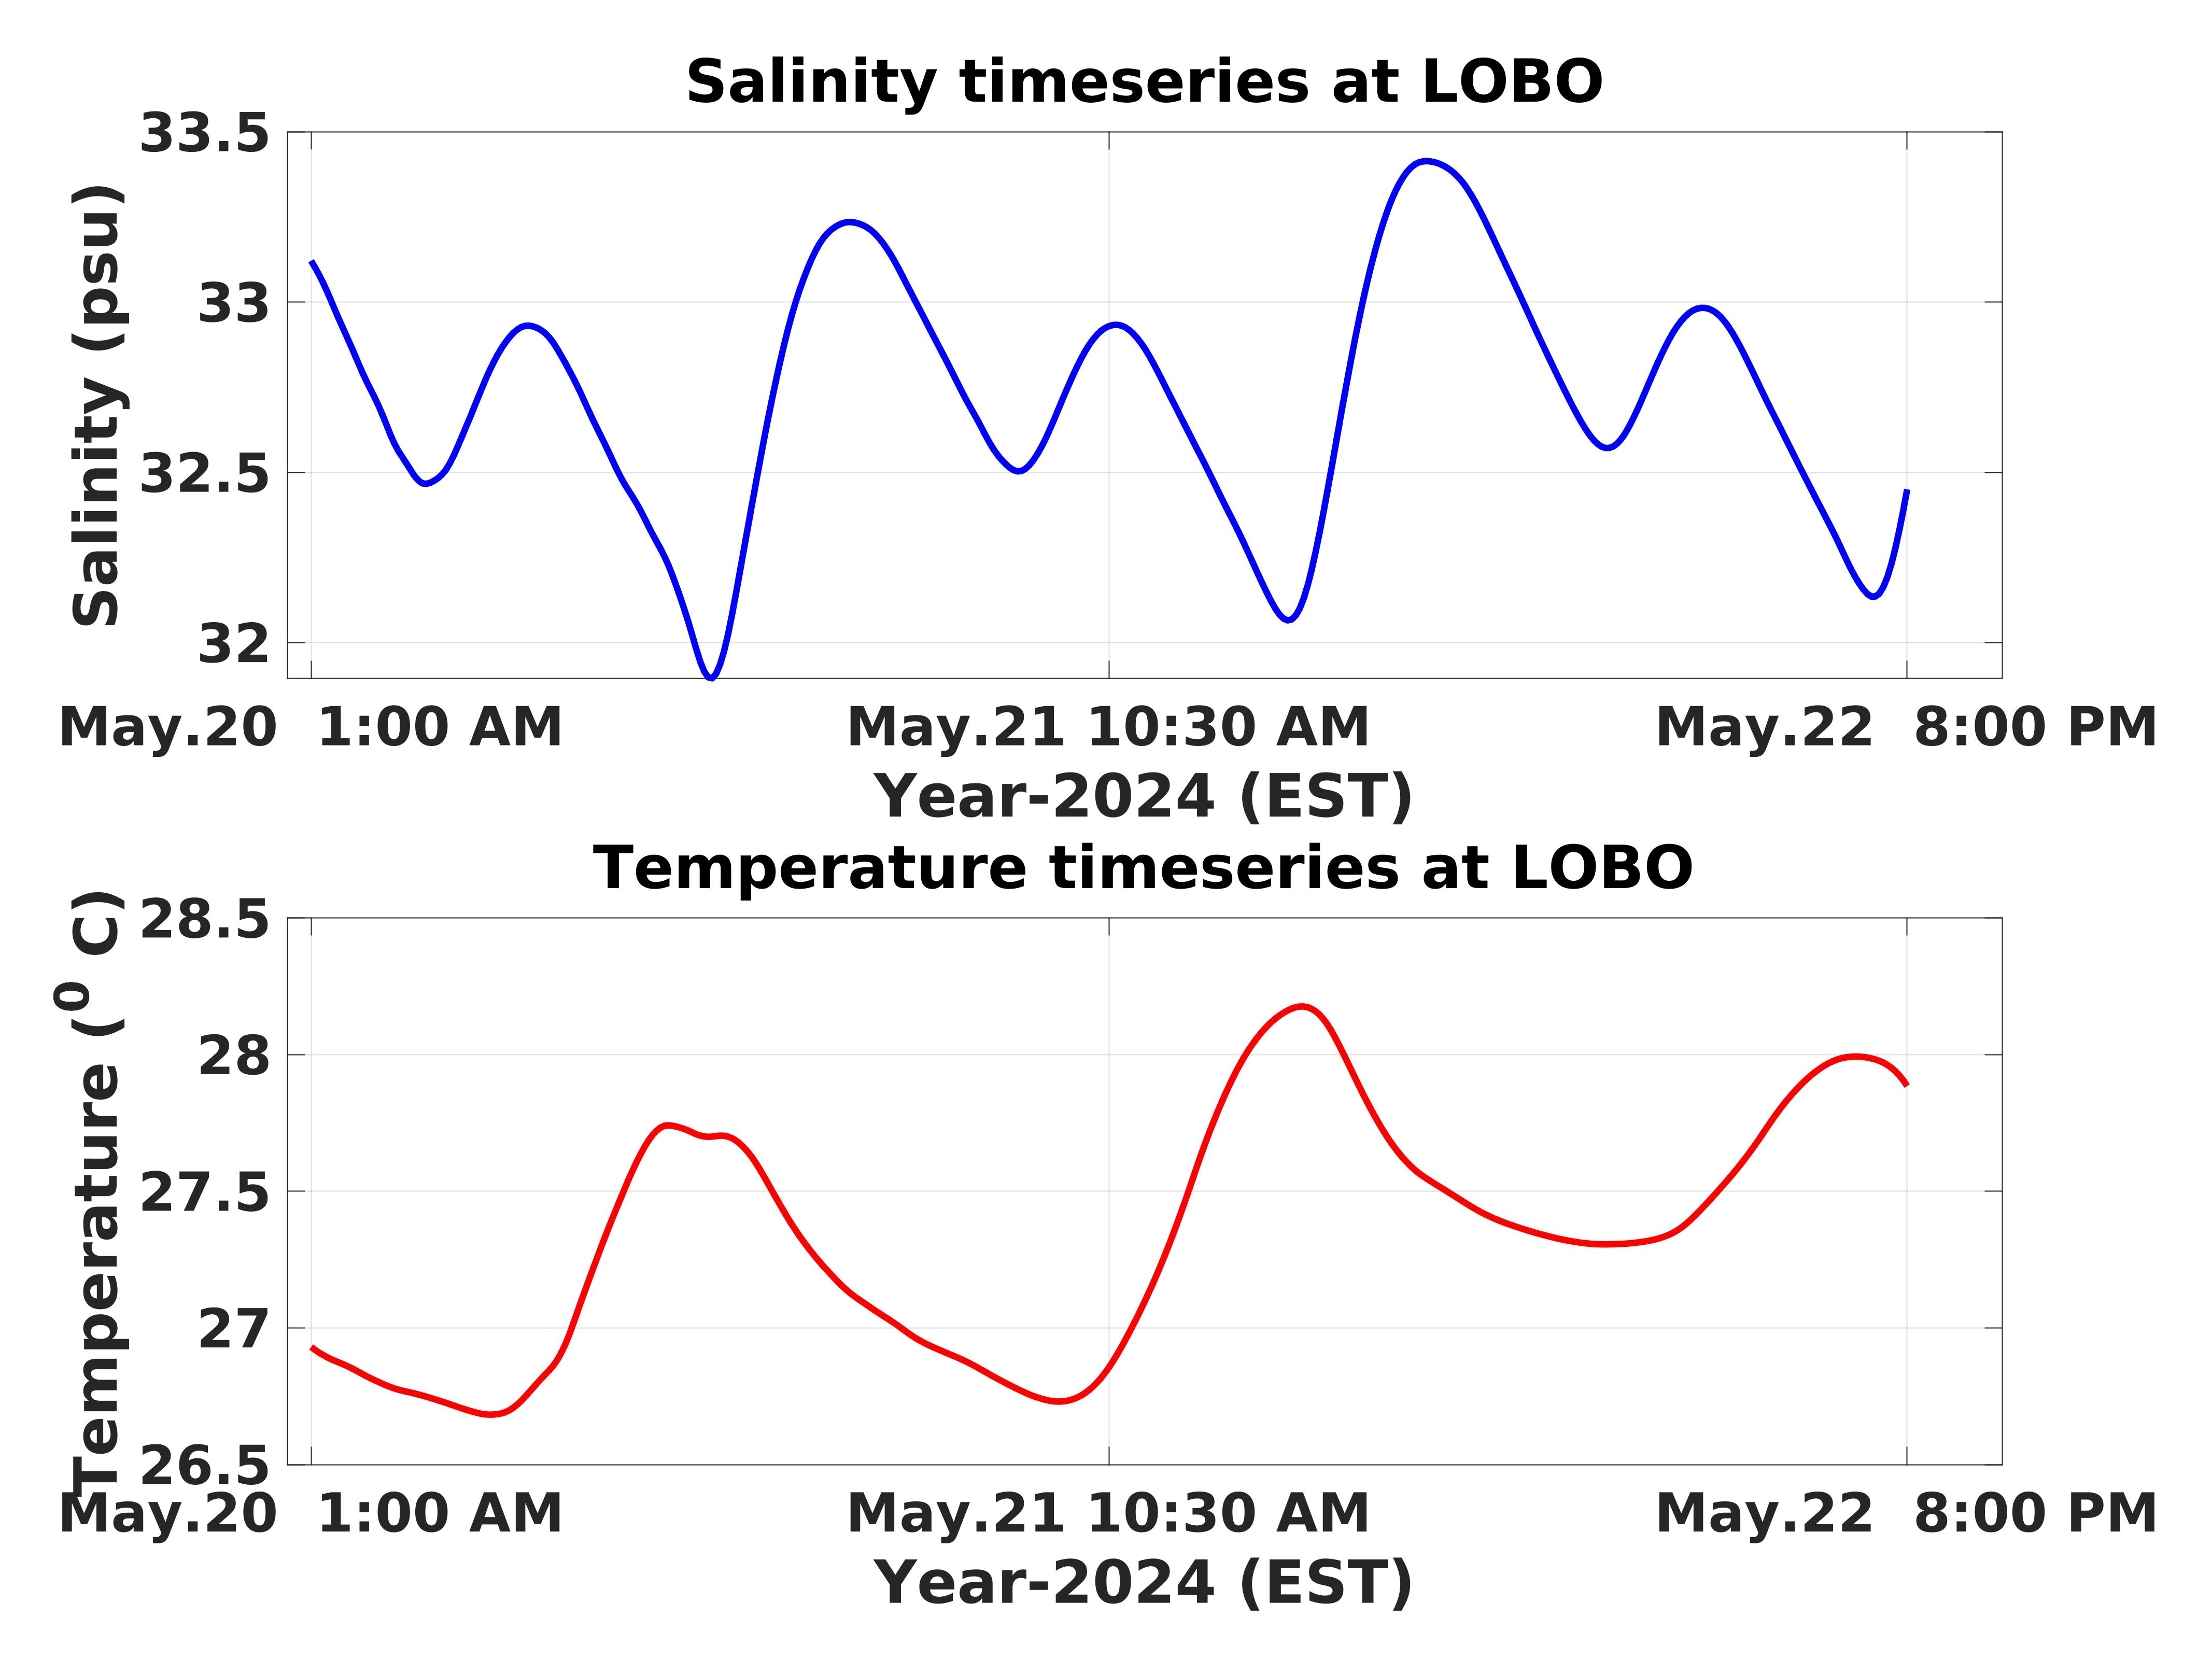 Salinity timeseries at LOBO
Salinity (psu)
33.5
33
32.5
32
May.20 1:00 AM May.21 10:30 AM May.22 8:00 PM
Year-2024 (EST)
Temperature timeseries at LOBO
Temperature (⁰ C)
28.5
28
27.5
27
26.5
May.20 1:00 AM May.21 10:30 AM May.22 8:00 PM
Year-2024 (EST)